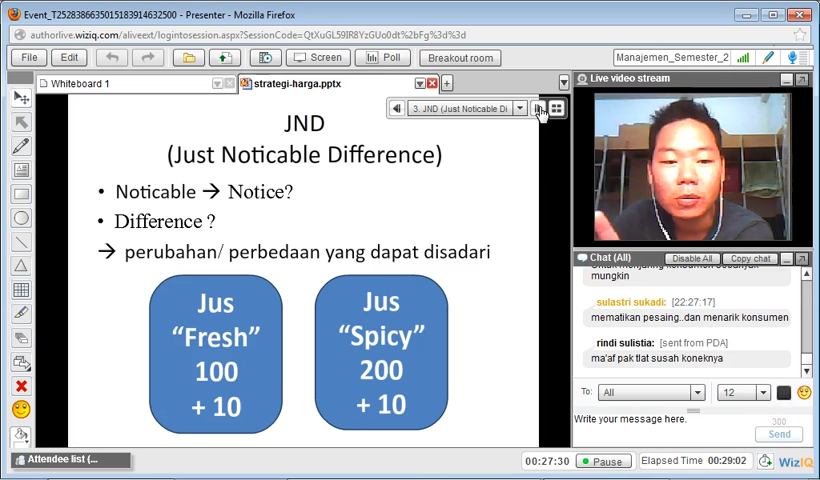 Event_T2528386635015183914632500 - Presenter - Mozilla Firefox
authorlive.wiziq.com/aliveext/logintosession.aspx?SessionCode=QtXuGL59IR8YzGUo0dt%2bFg%3d%3d
File
Edit
Screen
Poll
Breakout room
Manajemen_Semester_2
Whiteboard 1
strategi-harga.pptx
Live video stream
3. JND (Just Noticable Di
JND
(Just Noticable Difference)
• Noticable → Notice?
• Difference ?
→ perubahan/ perbedaan yang dapat disadari
Jus
“Fresh”
100
+ 10
Jus
“Spicy”
200
+ 10
Chat (All)
Disable All
Copy chat
mungkin
sulastri sukadi: [22:27:17]
mematikan pesaing..dan menarik konsumen
rindi sulistia: [sent from PDA]
ma'af pak tlat susah koneknya
To:
All
12
Write your message here.
300
Send
Attendee list (...
00:27:30
Pause
Elapsed Time
00:29:02
WizIQ